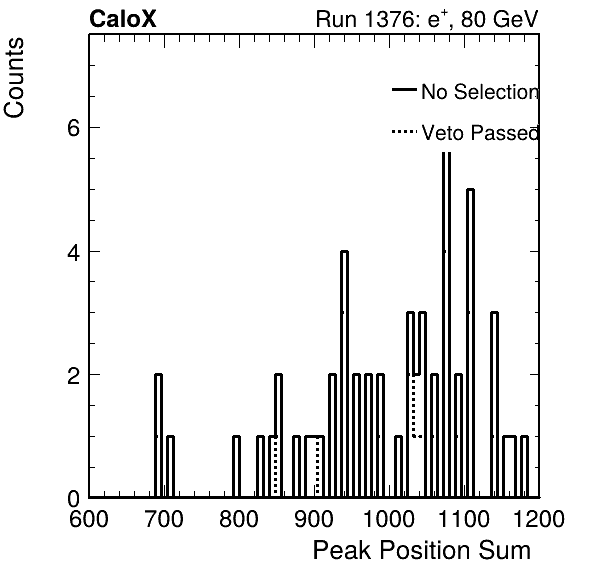 CaloX Run 1376: e+, 80 GeV
Counts
No Selection
Veto Passed
6
4
2
0
600 700 800 900 1000 1100 1200
Peak Position Sum